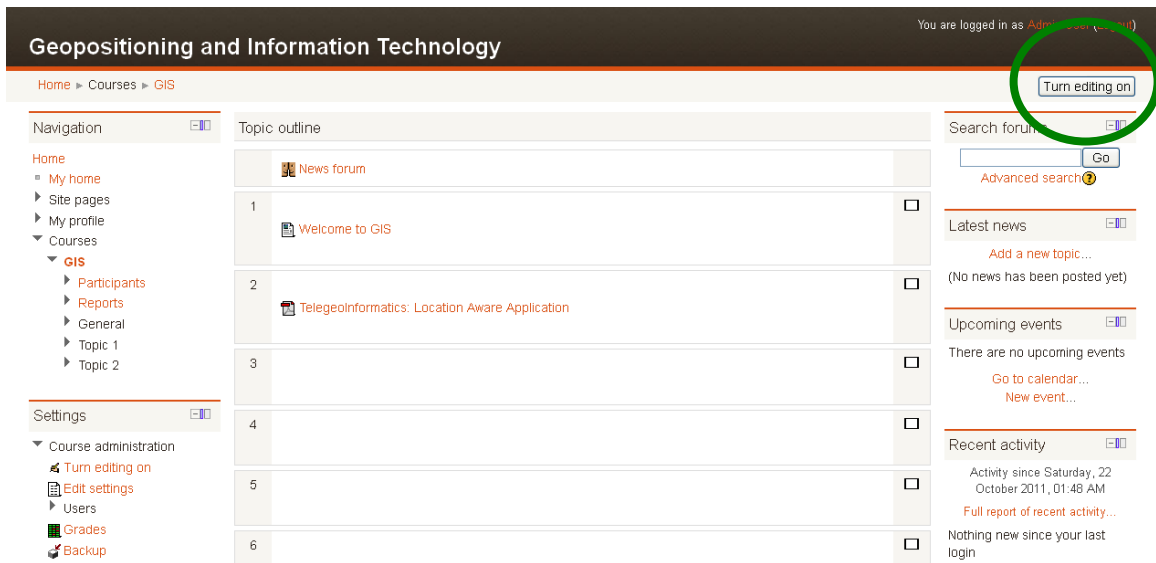 You are logged in as Admin User (Logout)
Geopositioning and Information Technology
Home ► Courses ► GIS
Turn editing on
Navigation
Home
My home
Site pages
My profile
Courses
GIS
Participants
Reports
General
Topic 1
Topic 2
Settings
Course administration
Turn editing on
Edit settings
Users
Grades
Backup
Topic outline
News forum
1
Welcome to GIS
2
TelegeoInformatics: Location Aware Application
3
4
5
6
Search forums
Go
Advanced search
Latest news
Add a new topic...
(No news has been posted yet)
Upcoming events
There are no upcoming events
Go to calendar...
New event...
Recent activity
Activity since Saturday, 22
October 2011, 01:48 AM
Full report of recent activity...
Nothing new since your last
login